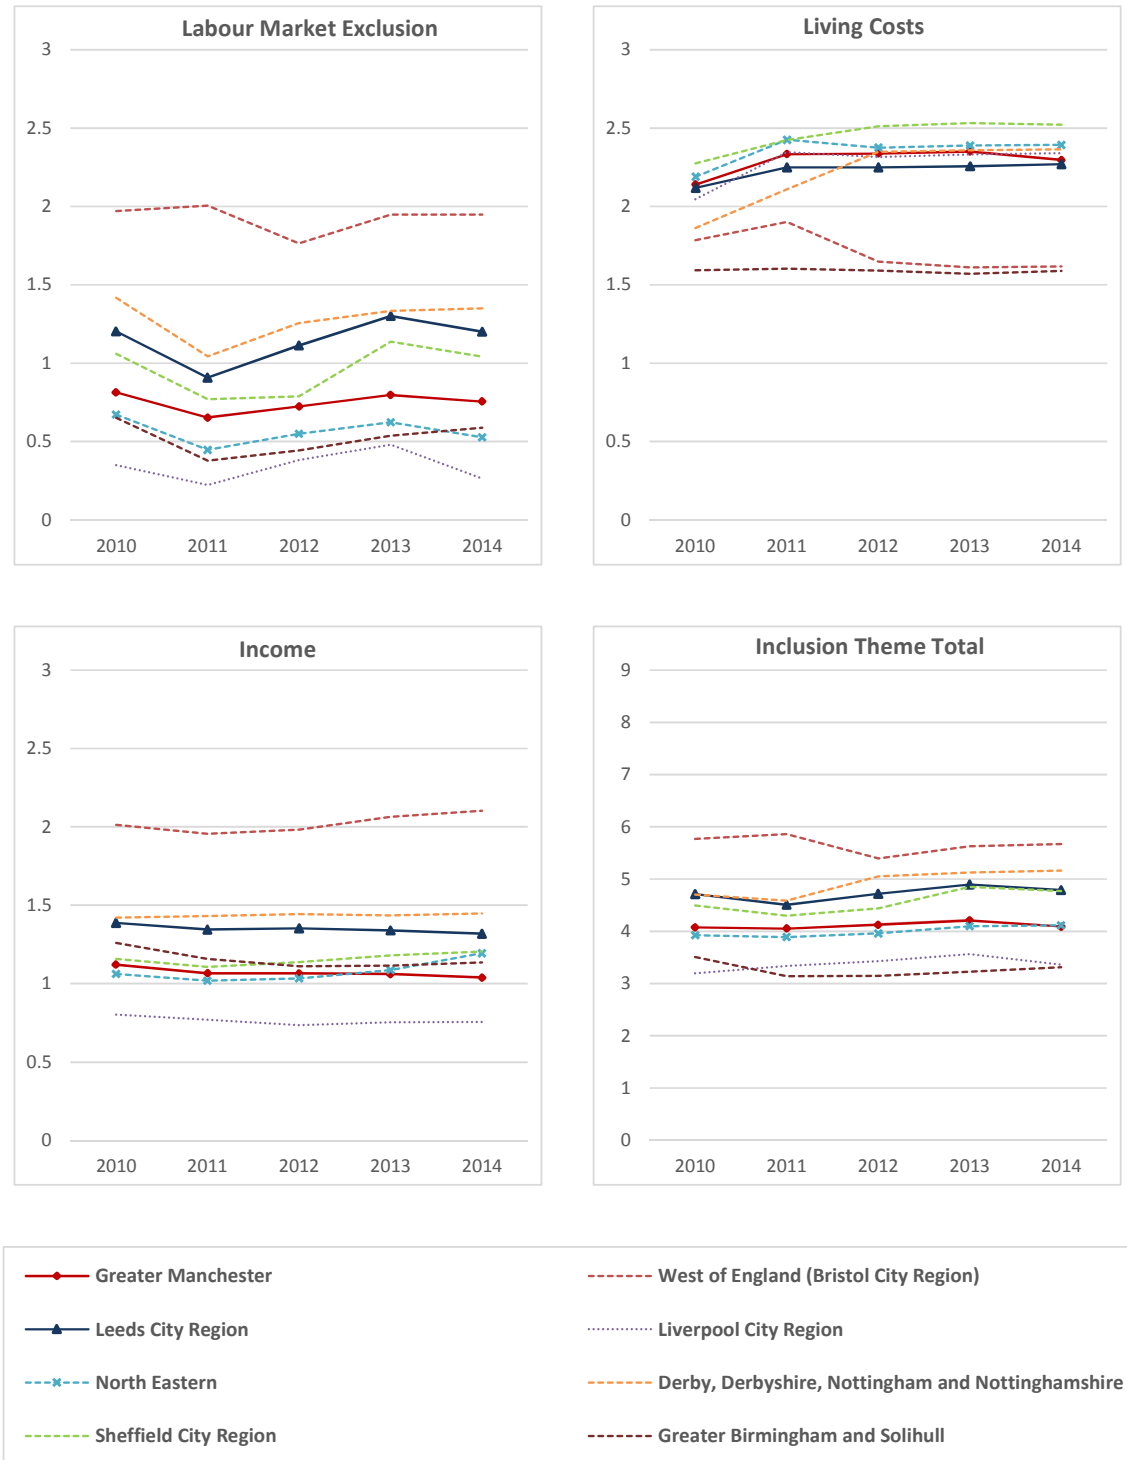 Labour Market Exclusion
3
2.5
2
1.5
1
0.5
0
2010 2011 2012 2013 2014
Living Costs
3
2.5
2
1.5
1
0.5
0
2010 2011 2012 2013 2014
Income
3
2.5
2
1.5
1
0.5
0
2010 2011 2012 2013 2014
Inclusion Theme Total
9
8
7
6
5
4
3
2
1
0
2010 2011 2012 2013 2014
Greater Manchester
West of England (Bristol City Region)
Leeds City Region
Liverpool City Region
North Eastern
Derby, Derbyshire, Nottingham and Nottinghamshire
Sheffield City Region
Greater Birmingham and Solihull